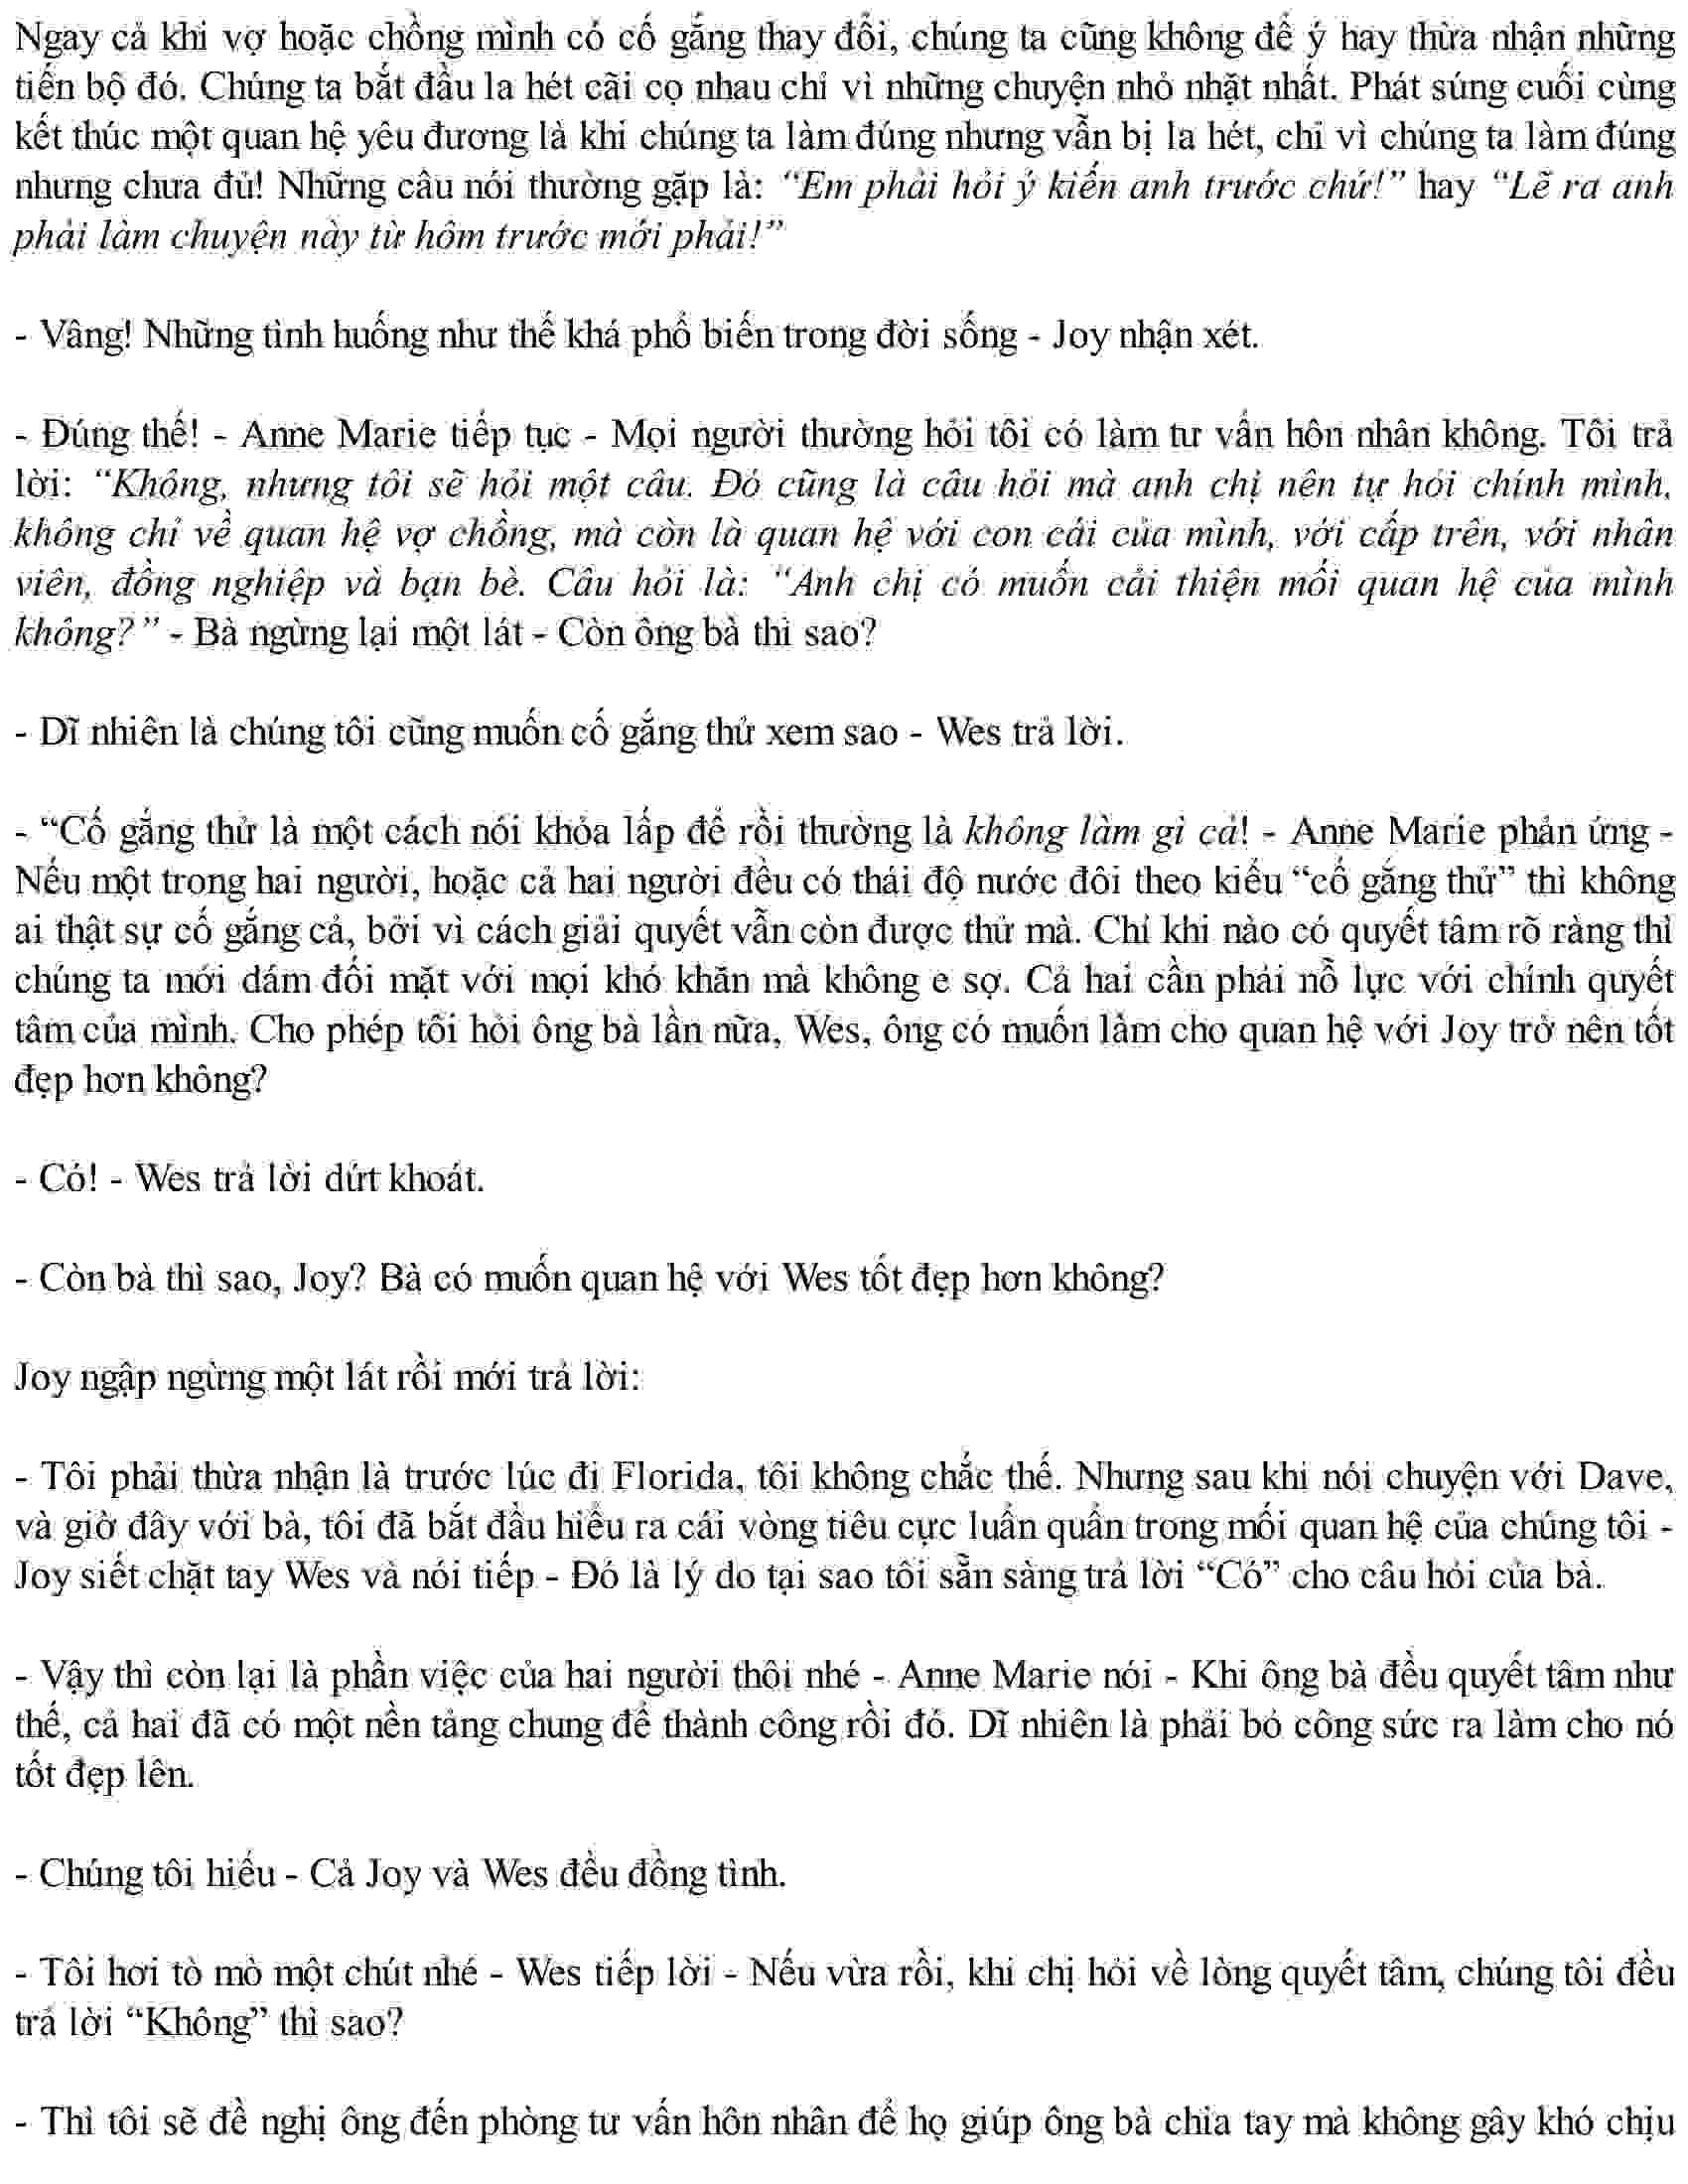 Ngay cả khi vợ hoặc chồng mình có cố gắng thay đổi, chúng ta cũng không để ý hay thừa nhận những
tiến bộ đó. Chúng ta bắt đầu la hét cãi cọ nhau chỉ vì những chuyện nhỏ nhặt nhất. Phát súng cuối cùng
kết thúc một quan hệ yêu đương là khi chúng ta làm đúng nhưng vẫn bị la hét, chỉ vì chúng ta làm đúng
nhưng chưa đủ! Những câu nói thường gặp là: “Em phải hỏi ý kiến anh trước chứ!” hay “Lẽ ra anh
phải làm chuyện này từ hôm trước mới phải!”
- Vâng! Những tình huống như thế khá phổ biến trong đời sống - Joy nhận xét.
- Đúng thế! - Anne Marie tiếp tục - Mọi người thường hỏi tôi có làm tư vấn hôn nhân không. Tôi trả
lời: “Không, nhưng tôi sẽ hỏi một câu. Đó cũng là câu hỏi mà anh chị nên tự hỏi chính mình,
không chỉ về quan hệ vợ chồng, mà còn là quan hệ với con cái của mình, với cấp trên, với nhân
viên, đồng nghiệp và bạn bè. Câu hỏi là: “Anh chị có muốn cải thiện mối quan hệ của mình
không?” - Bà ngừng lại một lát - Còn ông bà thì sao?
- Dĩ nhiên là chúng tôi cũng muốn cố gắng thử xem sao - Wes trả lời.
- “Cố gắng thử là một cách nói khỏa lấp để rồi thường là không làm gì cả! - Anne Marie phản ứng -
Nếu một trong hai người, hoặc cả hai người đều có thái độ nước đôi theo kiểu “cố gắng thử” thì không
ai thật sự cố gắng cả, bởi vì cách giải quyết vẫn còn được thử mà. Chỉ khi nào có quyết tâm rõ ràng thì
chúng ta mới dám đối mặt với mọi khó khăn mà không e sợ. Cả hai cần phải nỗ lực với chính quyết
tâm của mình. Cho phép tôi hỏi ông bà lần nữa, Wes, ông có muốn làm cho quan hệ với Joy trở nên tốt
đẹp hơn không?
- Có! - Wes trả lời dứt khoát.
- Còn bà thì sao, Joy? Bà có muốn quan hệ với Wes tốt đẹp hơn không?
Joy ngập ngừng một lát rồi mới trả lời:
- Tôi phải thừa nhận là trước lúc đi Florida, tôi không chắc thế. Nhưng sau khi nói chuyện với Dave,
và giờ đây với bà, tôi đã bắt đầu hiểu ra cái vòng tiêu cực luẩn quẩn trong mối quan hệ của chúng tôi -
Joy siết chặt tay Wes và nói tiếp - Đó là lý do tại sao tôi sẵn sàng trả lời “Có” cho câu hỏi của bà.
- Vậy thì còn lại là phần việc của hai người thôi nhé - Anne Marie nói - Khi ông bà đều quyết tâm như
thế, cả hai đã có một nền tảng chung để thành công rồi đó. Dĩ nhiên là phải bỏ công sức ra làm cho nó
tốt đẹp lên.
- Chúng tôi hiểu - Cả Joy và Wes đều đồng tình.
- Tôi hơi tò mò một chút nhé - Wes tiếp lời - Nếu vừa rồi, khi chị hỏi về lòng quyết tâm, chúng tôi đều
trả lời “Không” thì sao?
- Thì tôi sẽ đề nghị ông đến phòng tư vấn hôn nhân để họ giúp ông bà chia tay mà không gây khó chịu